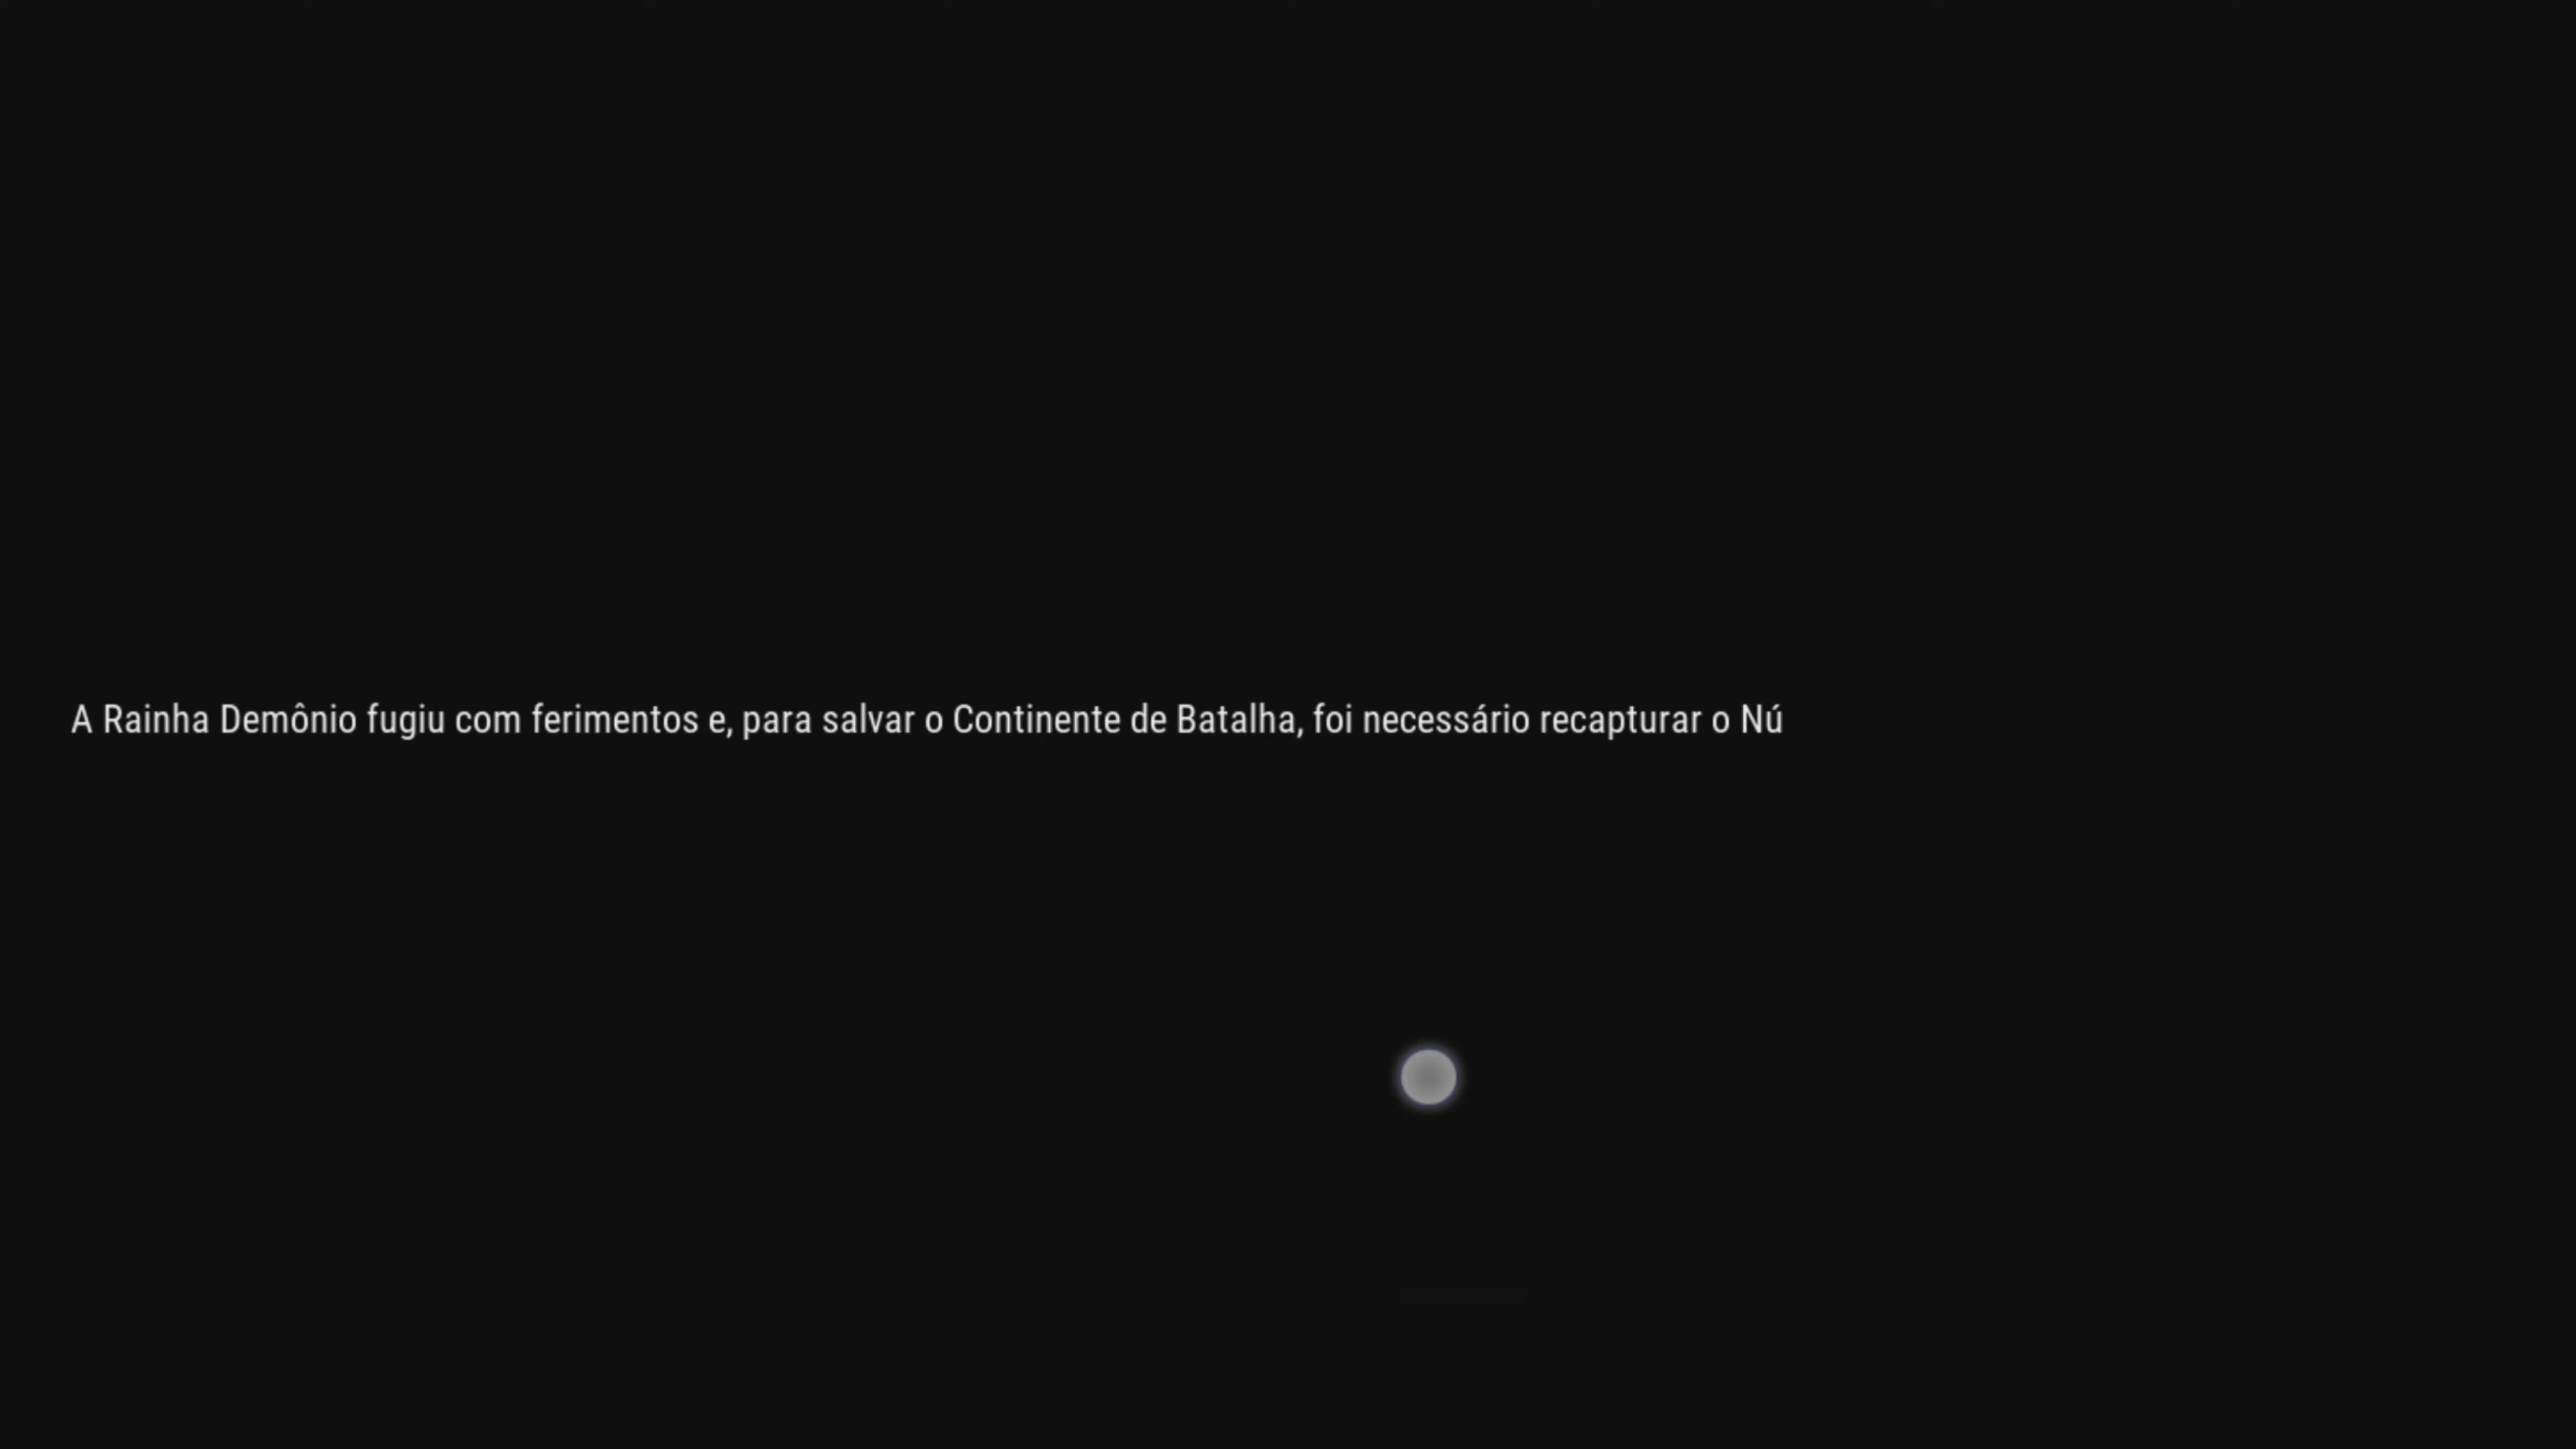 A Rainha Demônio fugiu com ferimentos e, para salvar o Continente de Batalha, foi necessário recapturar o Nú